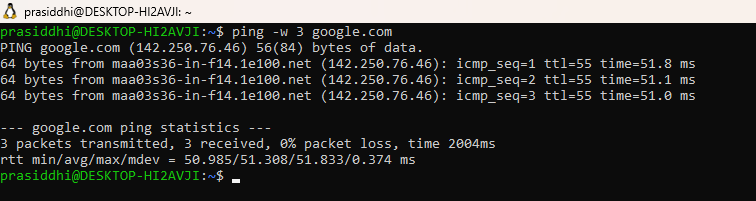 prasiddhi@DESKTOP-HI2AVJI: ~
prasiddhi@DESKTOP-HI2AVJI:~$ ping -w 3 google.com
PING google.com (142.250.76.46) 56(84) bytes of data.
64 bytes from maa03s36-in-f14.1e100.net (142.250.76.46): icmp_seq=1 ttl=55 time=51.8 ms
64 bytes from maa03s36-in-f14.1e100.net (142.250.76.46): icmp_seq=2 ttl=55 time=51.1 ms
64 bytes from maa03s36-in-f14.1e100.net (142.250.76.46): icmp_seq=3 ttl=55 time=51.0 ms
--- google.com ping statistics ---
3 packets transmitted, 3 received, 0% packet loss, time 2004ms
rtt min/avg/max/mdev = 50.985/51.308/51.833/0.374 ms
prasiddhi@DESKTOP-HI2AVJI:~$